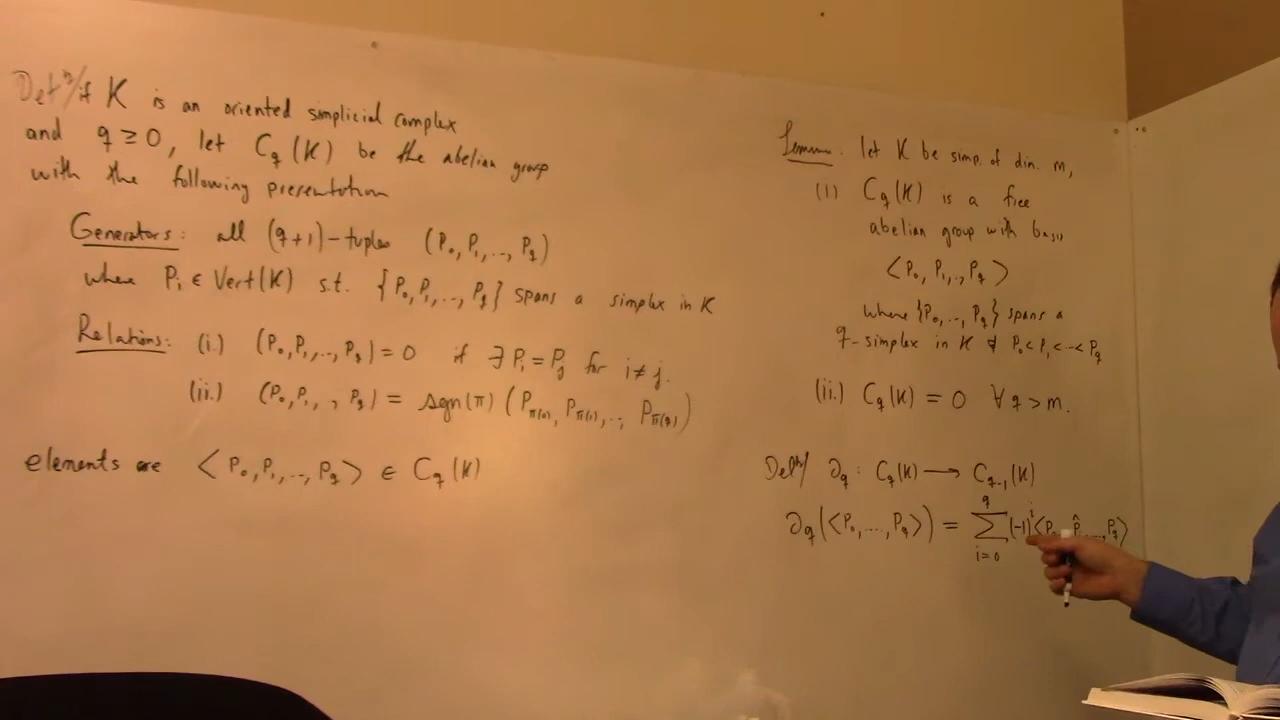 Defⁿ/ if K is an oriented simplicial complex
and q ≥ 0, let C_q(K) be the abelian group
with the following presentation
Generators: all (q+1)-tuples (P_0, P_1, .., P_q)
where P_i ∈ Vert(K) s.t. {P_0, P_1, .., P_q} spans a simplex in K
Relations: (i.) (P_0, P_1, .., P_q) = 0 if ∃ P_i = P_j for i ≠ j.
(ii.) (P_0, P_1, , P_q) = sgn(π) (P_π(0), P_π(1), .., P_π(q))
elements are < P_0, P_1, .., P_q > ∈ C_q(K)
Lemma. let K be simp. of dim. m,
(i) C_q(K) is a free
abelian group with basis
< P_0, P_1, .., P_q >
where {P_0, .., P_q} spans a
q-simplex in K & P_0 < P_1 < -- < P_q
(ii.) C_q(K) = 0 ∀ q > m.
Defⁿ/ ∂_q : C_q(K) ⟶ C_{q-1}(K)
∂_q(<P_0, ..., P_q>) = ∑_{i=0}^{q} (-1)^i <P_0 .. P̂_i, .., P_q>